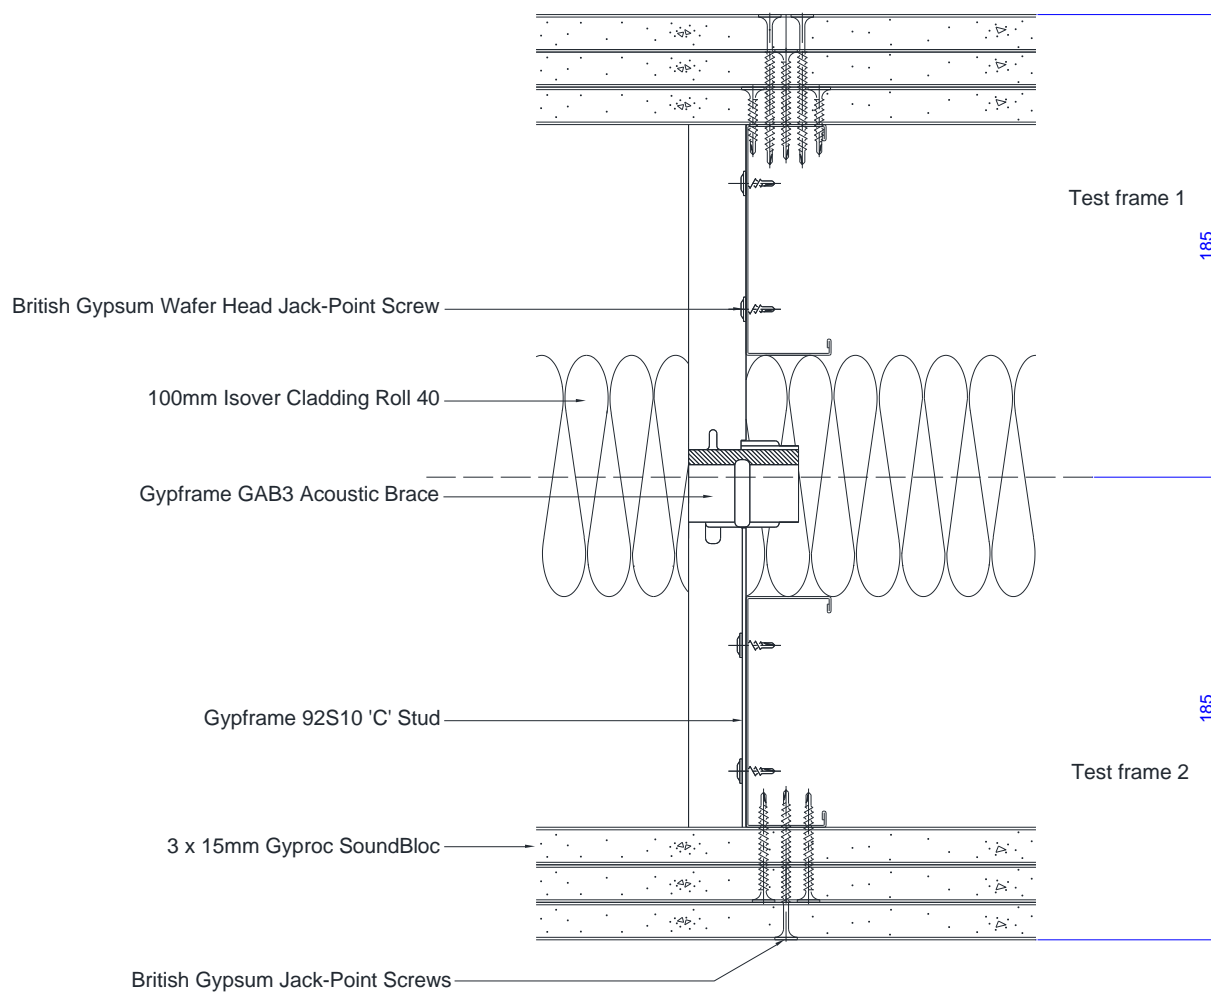 Test frame 1
185
British Gypsum Wafer Head Jack-Point Screw
100mm Isover Cladding Roll 40
Gypframe GAB3 Acoustic Brace
Gypframe 92S10 'C' Stud
185
Test frame 2
3 x 15mm Gyproc SoundBloc
British Gypsum Jack-Point Screws